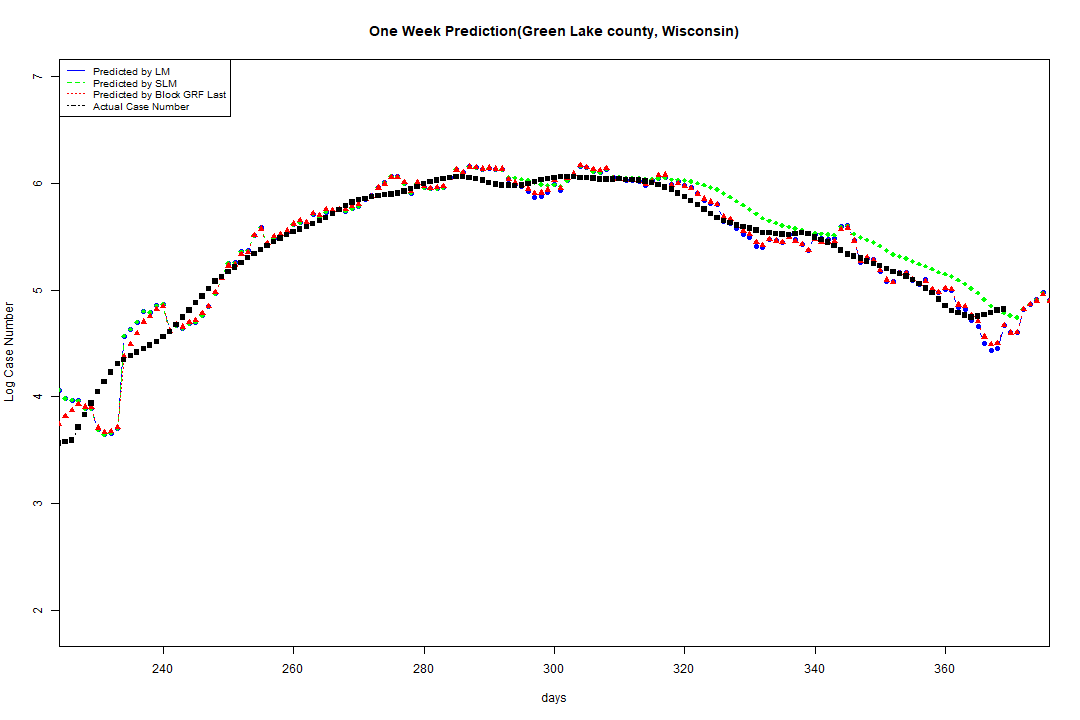 One Week Prediction(Green Lake county, Wisconsin)
Predicted by LM
Predicted by SLM
Predicted by Block GRF Last
Actual Case Number
7
6
5
4
3
2
Log Case Number
240 260 280 300 320 340 360
days